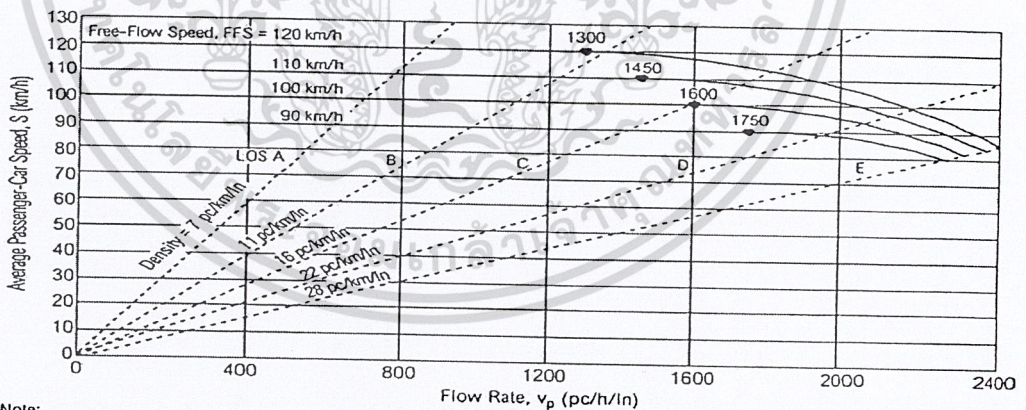 130
120
110
100
90
80
70
60
50
40
30
20
10
0
Average Passenger-Car Speed, S (km/h)
Free-Flow Speed, FFS = 120 km/h
110 km/h
100 km/h
90 km/h
1300
1450
1600
1750
LOS A
B
C
D
E
Density = 7 pc/km/ln
11 pc/km/ln
16 pc/km/ln
22 pc/km/ln
28 pc/km/ln
0
400
800
1200
1600
2000
2400
Flow Rate, vp (pc/h/ln)
Note: